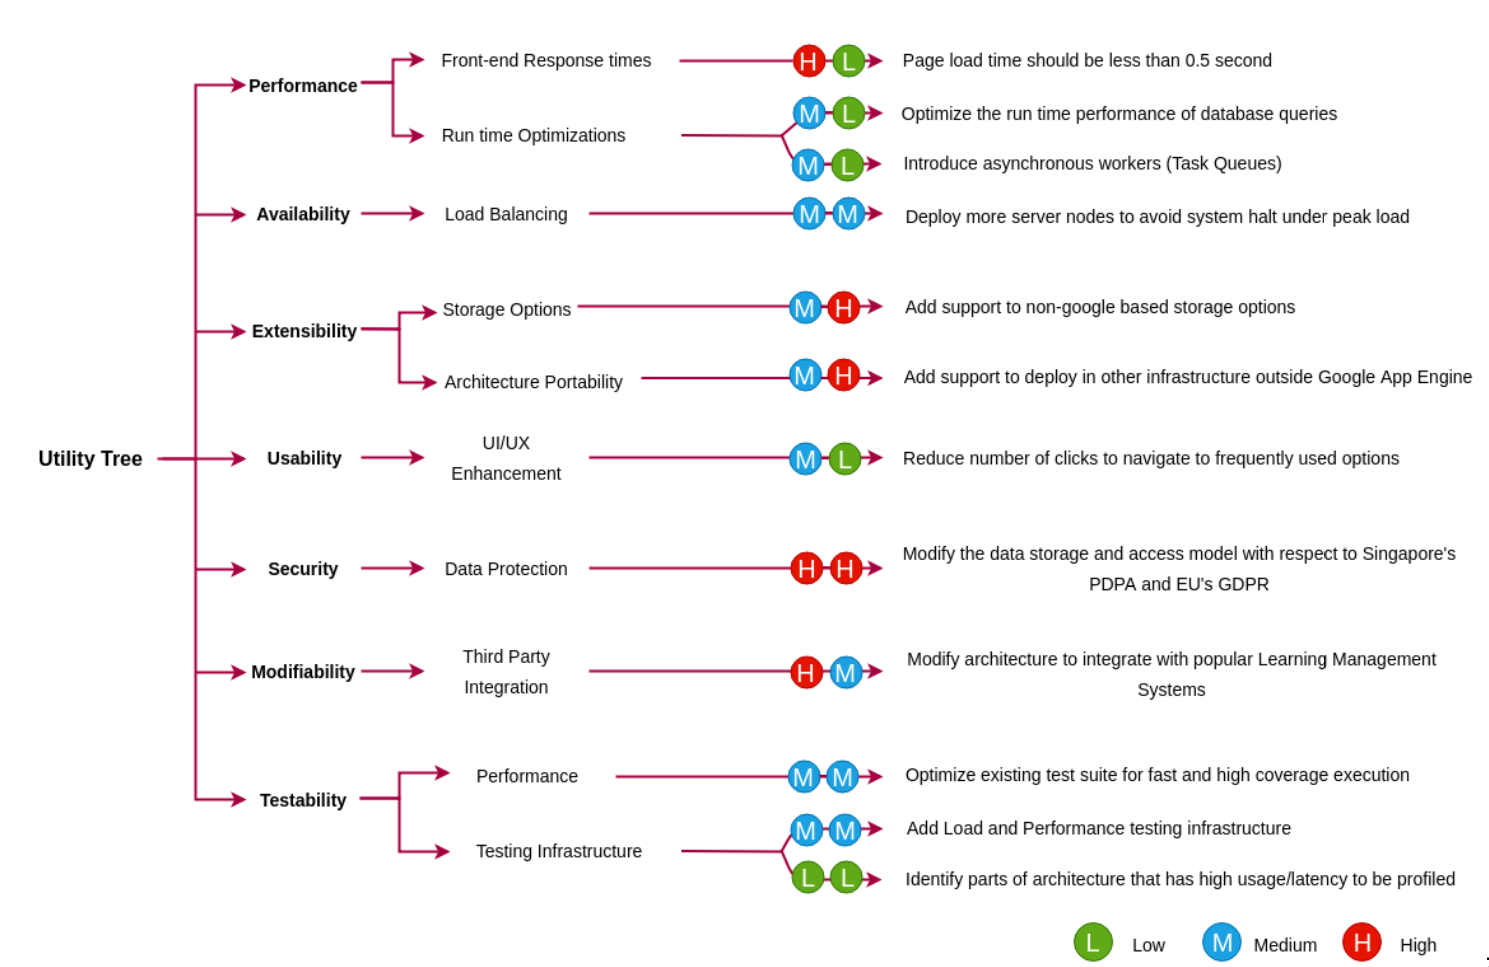 Utility Tree
Performance
Front-end Response times
H L
Page load time should be less than 0.5 second
Run time Optimizations
M L
Optimize the run time performance of database queries
M L
Introduce asynchronous workers (Task Queues)
Availability
Load Balancing
M M
Deploy more server nodes to avoid system halt under peak load
Extensibility
Storage Options
M H
Add support to non-google based storage options
Architecture Portability
M H
Add support to deploy in other infrastructure outside Google App Engine
Usability
UI/UX
Enhancement
M L
Reduce number of clicks to navigate to frequently used options
Security
Data Protection
H H
Modify the data storage and access model with respect to Singapore's
PDPA and EU's GDPR
Modifiability
Third Party
Integration
H M
Modify architecture to integrate with popular Learning Management
Systems
Testability
Performance
M M
Optimize existing test suite for fast and high coverage execution
Testing Infrastructure
M M
Add Load and Performance testing infrastructure
L L
Identify parts of architecture that has high usage/latency to be profiled
L Low M Medium H High